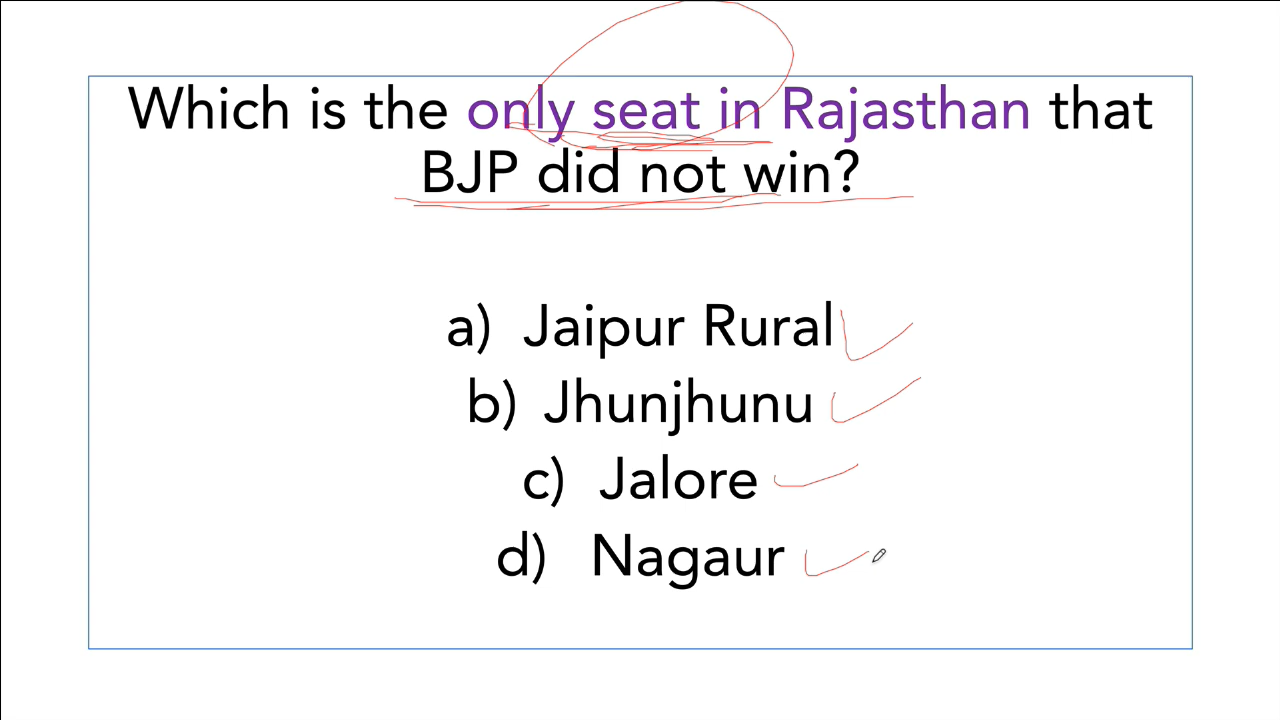 Which is the only seat in Rajasthan that
BJP did not win?
a) Jaipur Rural
b) Jhunjhunu
c) Jalore
d) Nagaur